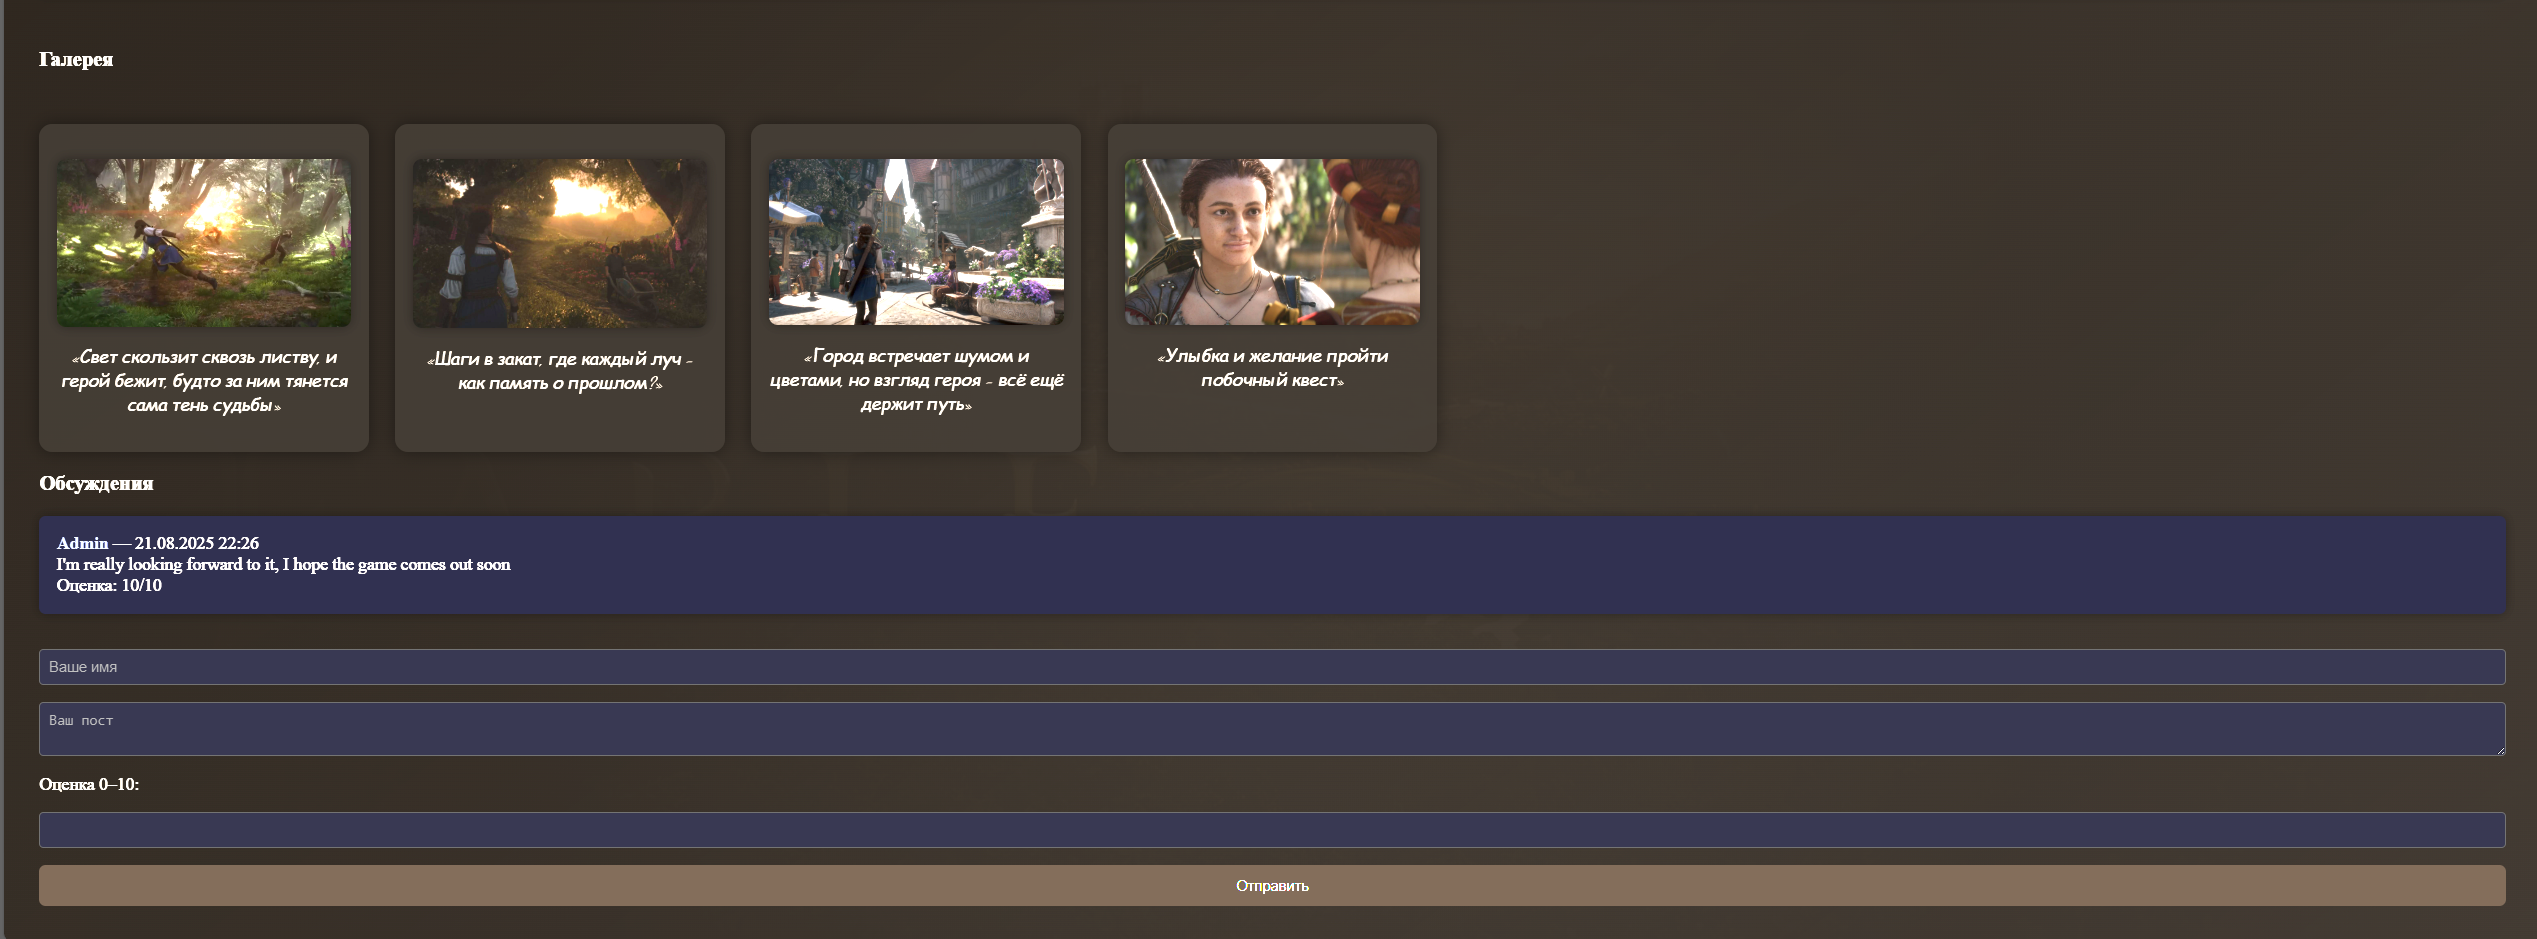 Галерея
«Свет скользит сквозь листву, и
герой бежит, будто за ним тянется
сама тень судьбы»
«Шаги в закат, где каждый луч -
как память о прошлом?»
«Город встречает шумом и
цветами, но взгляд героя - всё ещё
держит путь»
«Улыбка и желание пройти
побочный квест»
Обсуждения
Admin — 21.08.2025 22:26
I'm really looking forward to it, I hope the game comes out soon
Оценка: 10/10
Ваше имя
Ваш пост
Оценка 0–10:
Отправить